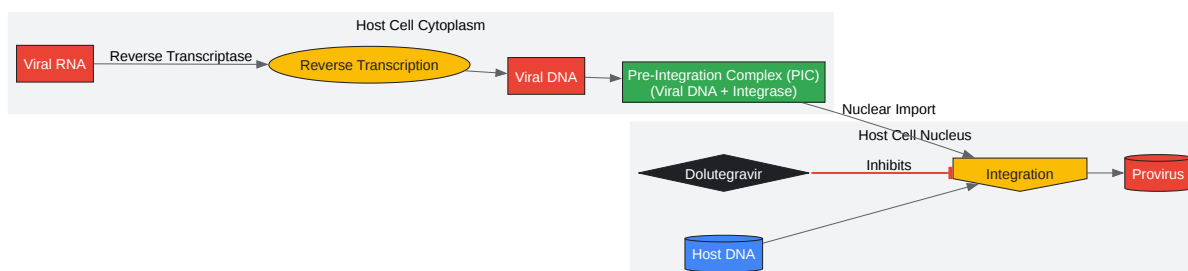 Host Cell Cytoplasm
Viral RNA
Reverse Transcriptase
Reverse Transcription
Viral DNA
Pre-Integration Complex (PIC)
(Viral DNA + Integrase)
Nuclear Import
Host Cell Nucleus
Dolutegravir
Inhibits
Integration
Provirus
Host DNA